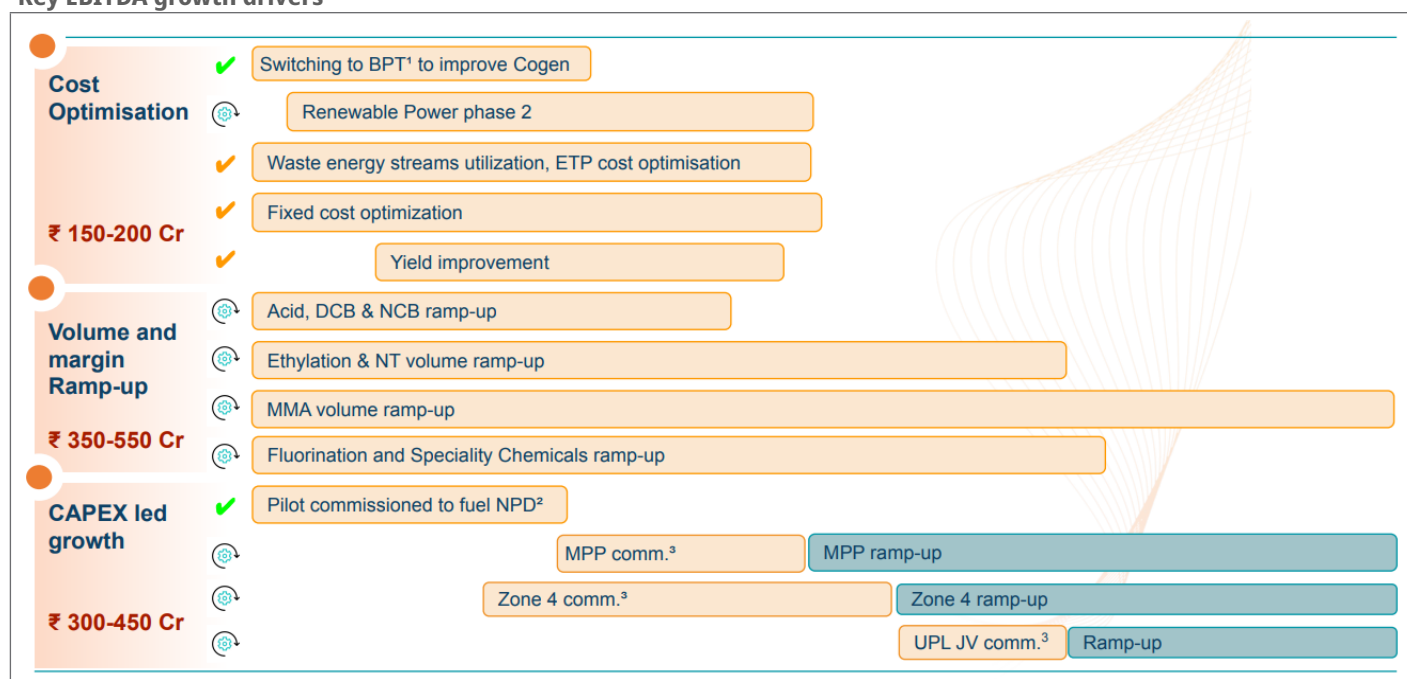 Key EBITDA growth drivers
Cost
Optimisation
₹ 150-200 Cr
Switching to BPT¹ to improve Cogen
Renewable Power phase 2
Waste energy streams utilization, ETP cost optimisation
Fixed cost optimization
Yield improvement
Volume and
margin
Ramp-up
₹ 350-550 Cr
Acid, DCB & NCB ramp-up
Ethylation & NT volume ramp-up
MMA volume ramp-up
Fluorination and Speciality Chemicals ramp-up
CAPEX led
growth
₹ 300-450 Cr
Pilot commissioned to fuel NPD²
MPP comm.³ MPP ramp-up
Zone 4 comm.³ Zone 4 ramp-up
UPL JV comm.³ Ramp-up